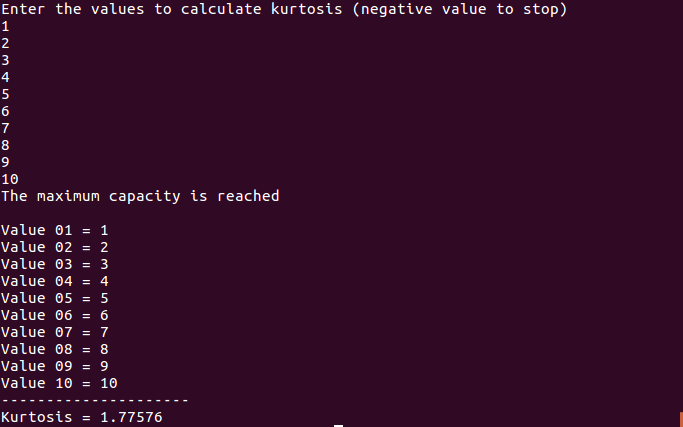 Enter the values to calculate kurtosis (negative value to stop)
1
2
3
4
5
6
7
8
9
10
The maximum capacity is reached
Value 01 = 1
Value 02 = 2
Value 03 = 3
Value 04 = 4
Value 05 = 5
Value 06 = 6
Value 07 = 7
Value 08 = 8
Value 09 = 9
Value 10 = 10
---------------------
Kurtosis = 1.77576